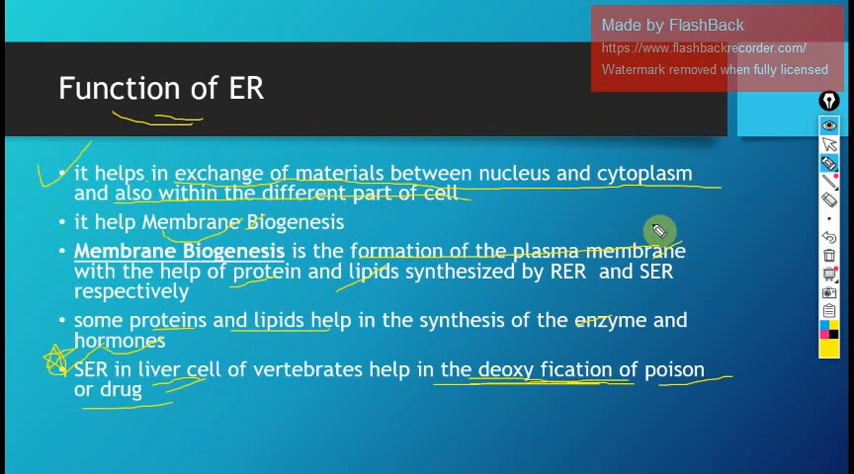 Made by FlashBack
https://www.flashbackrecorder.com/
Watermark removed when fully licensed
Function of ER
• it helps in exchange of materials between nucleus and cytoplasm
and also within the different part of cell
• it help Membrane Biogenesis
• Membrane Biogenesis is the formation of the plasma membrane
with the help of protein and lipids synthesized by RER and SER
respectively
• some proteins and lipids help in the synthesis of the enzyme and
hormones
• SER in liver cell of vertebrates help in the deoxy fication of poison
or drug